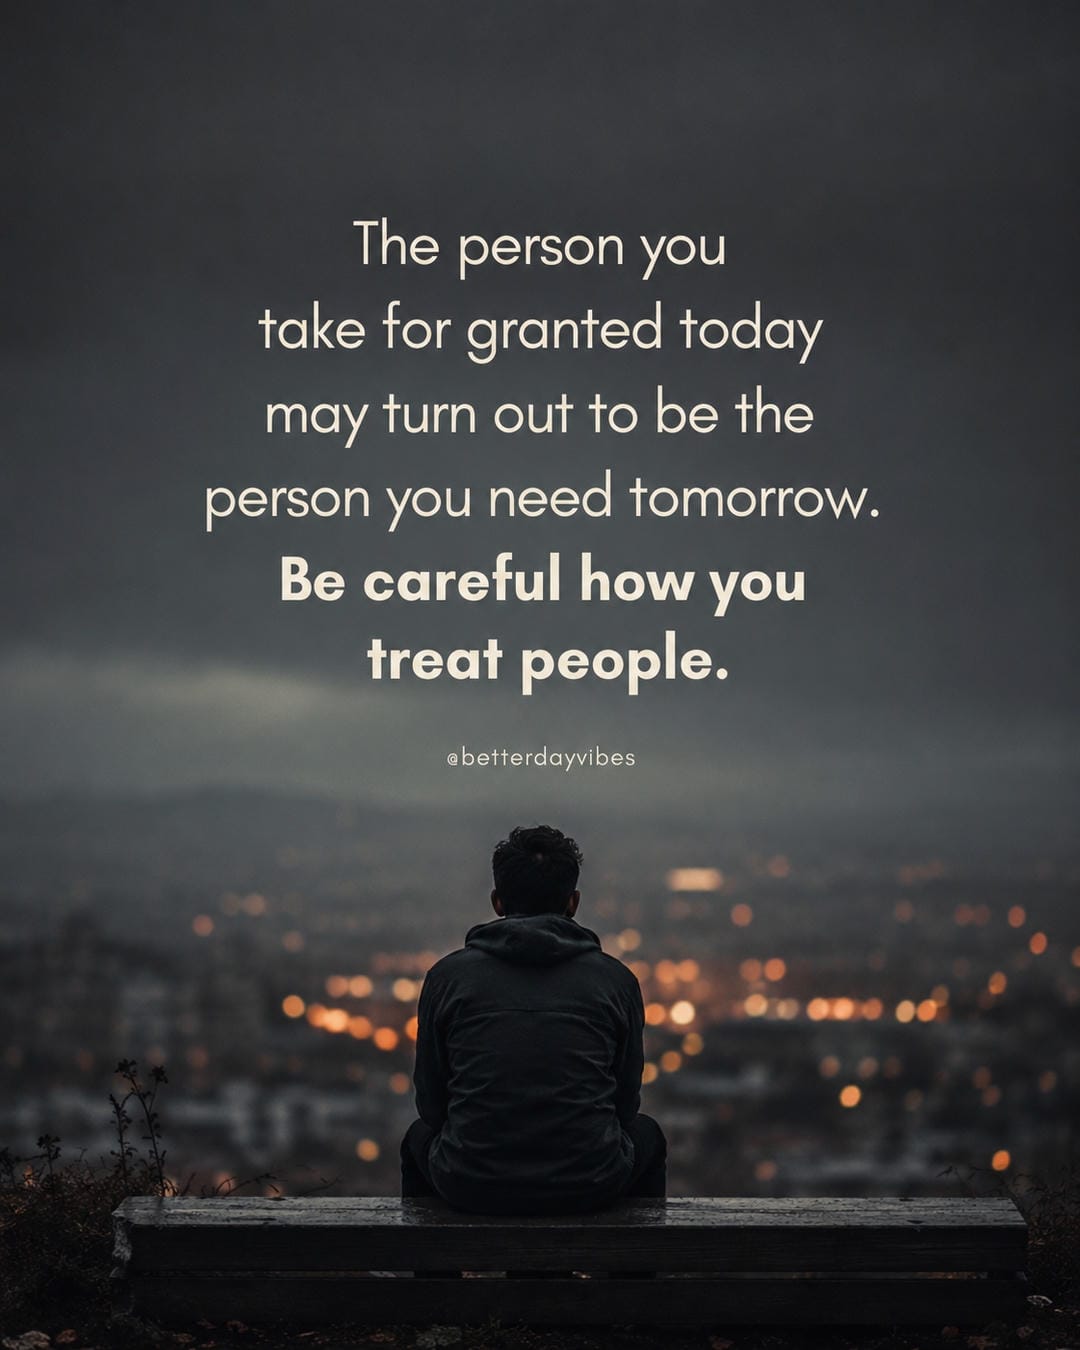 The person you
take for granted today
may turn out to be the
person you need tomorrow.
Be careful how you
treat people.
@betterdayvibes